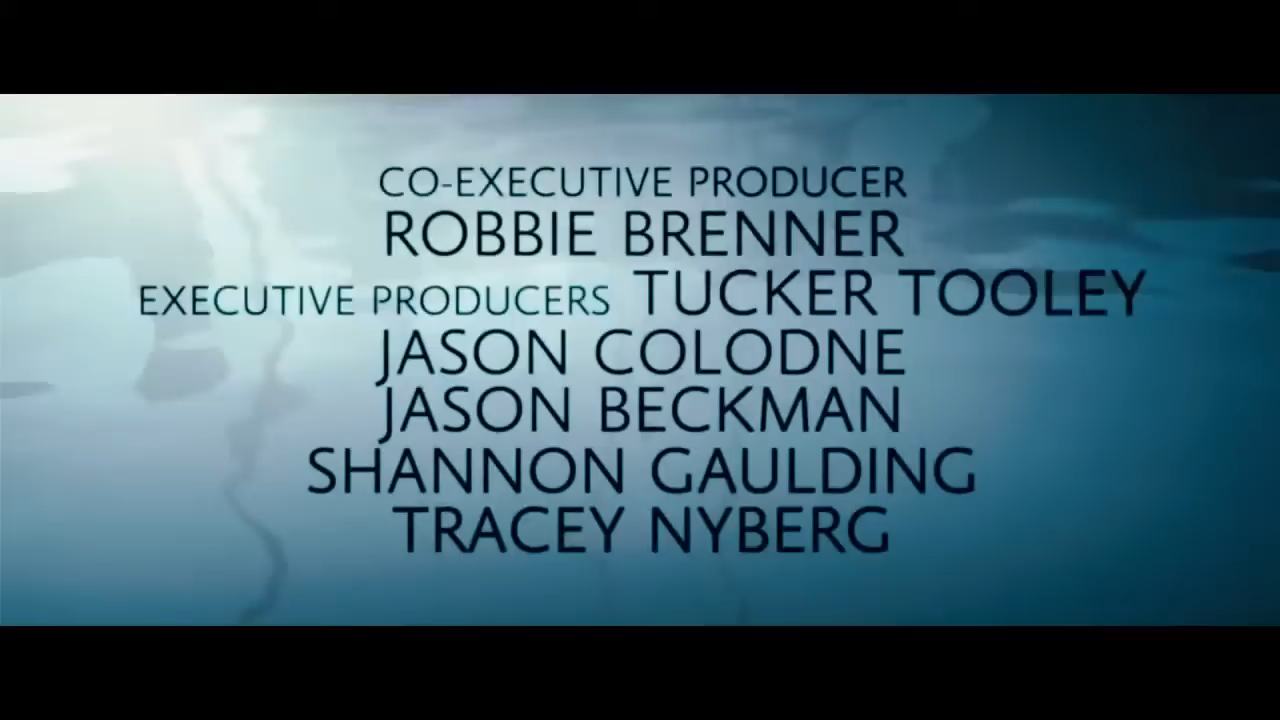 CO-EXECUTIVE PRODUCER
ROBBIE BRENNER
EXECUTIVE PRODUCERS TUCKER TOOLEY
JASON COLODNE
JASON BECKMAN
SHANNON GAULDING
TRACEY NYBERG